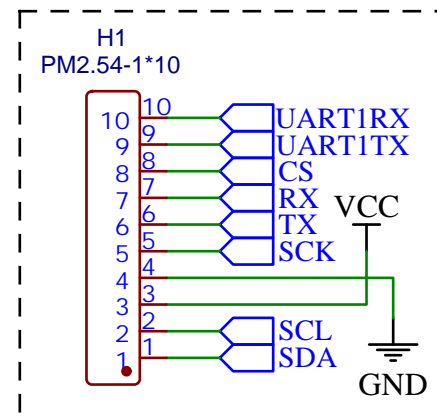 H1
PM2.54-1*10
10 10 UART1RX
9 9 UART1TX
8 8 CS
7 7 RX
6 6 TX
VCC
5 5 SCK
4 4
3 3
2 2 SCL
1 1 SDA
GND